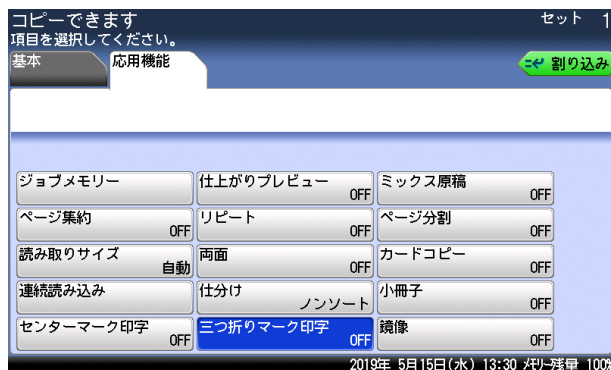 コピーできます
セット 1
項目を選択してください。
基本
応用機能
割り込み
ジョブメモリー
仕上がりプレビュー OFF
ミックス原稿 OFF
ページ集約 OFF
リピート OFF
ページ分割 OFF
読み取りサイズ 自動
両面 OFF
カードコピー OFF
連続読み込み
仕分け ノンソート
小冊子 OFF
センターマーク印字 OFF
三つ折りマーク印字 OFF
鏡像 OFF
2019年 5月15日(水) 13:30 メモリー残量 100%